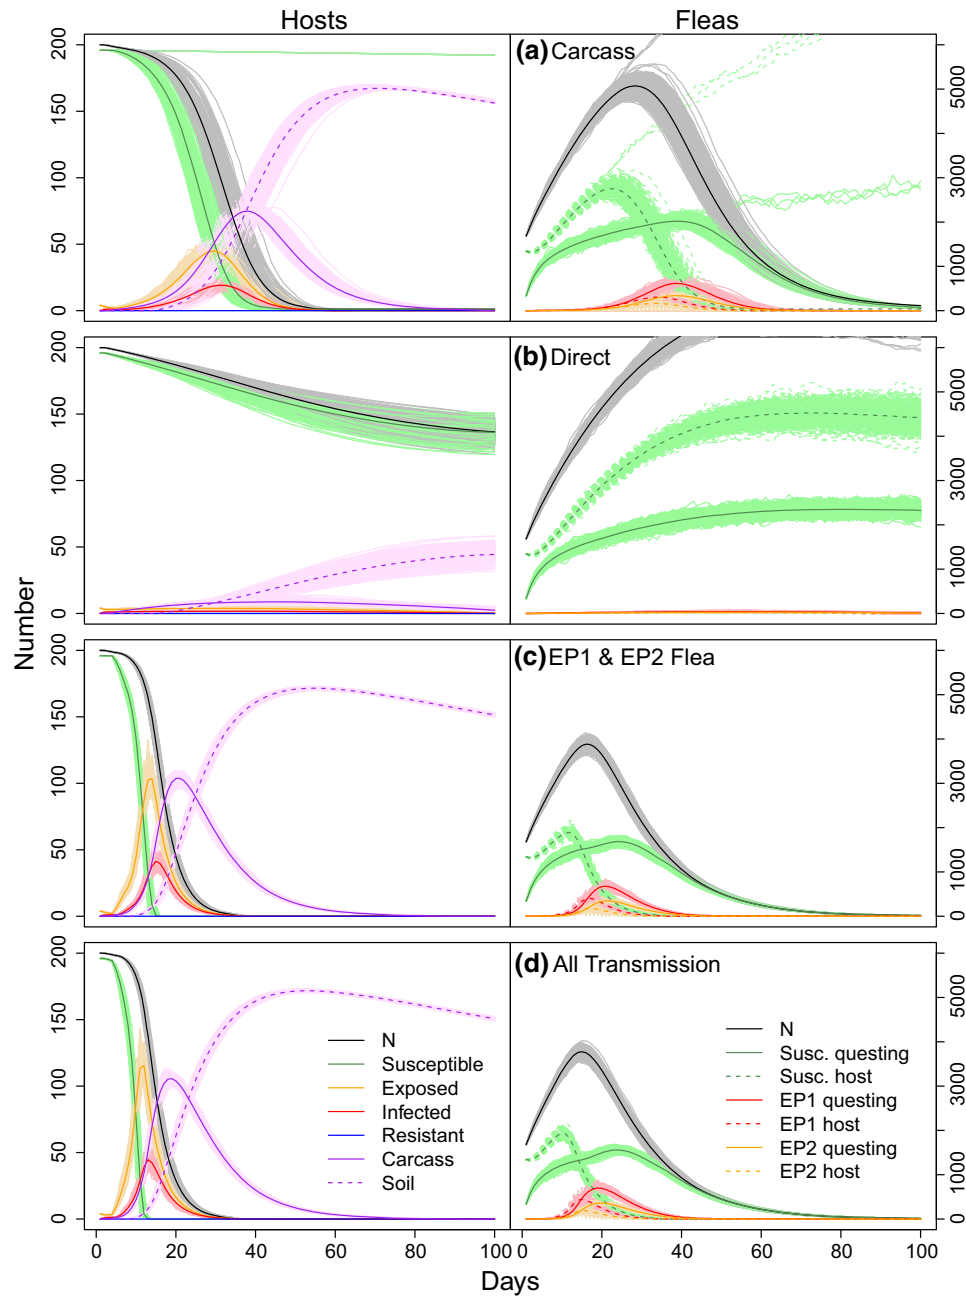 Hosts
Fleas
Number
0
50
100
150
200
(a) Carcass
0
1000
3000
5000
0
50
100
150
200
(b) Direct
0
1000
3000
5000
0
50
100
150
200
(c) EP1 & EP2 Flea
0
1000
3000
5000
0
50
100
150
200
N
Susceptible
Exposed
Infected
Resistant
Carcass
Soil
(d) All Transmission
N
Susc. questing
Susc. host
EP1 questing
EP1 host
EP2 questing
EP2 host
0
1000
3000
5000
0 20 40 60 80 100
0 20 40 60 80 100
Days